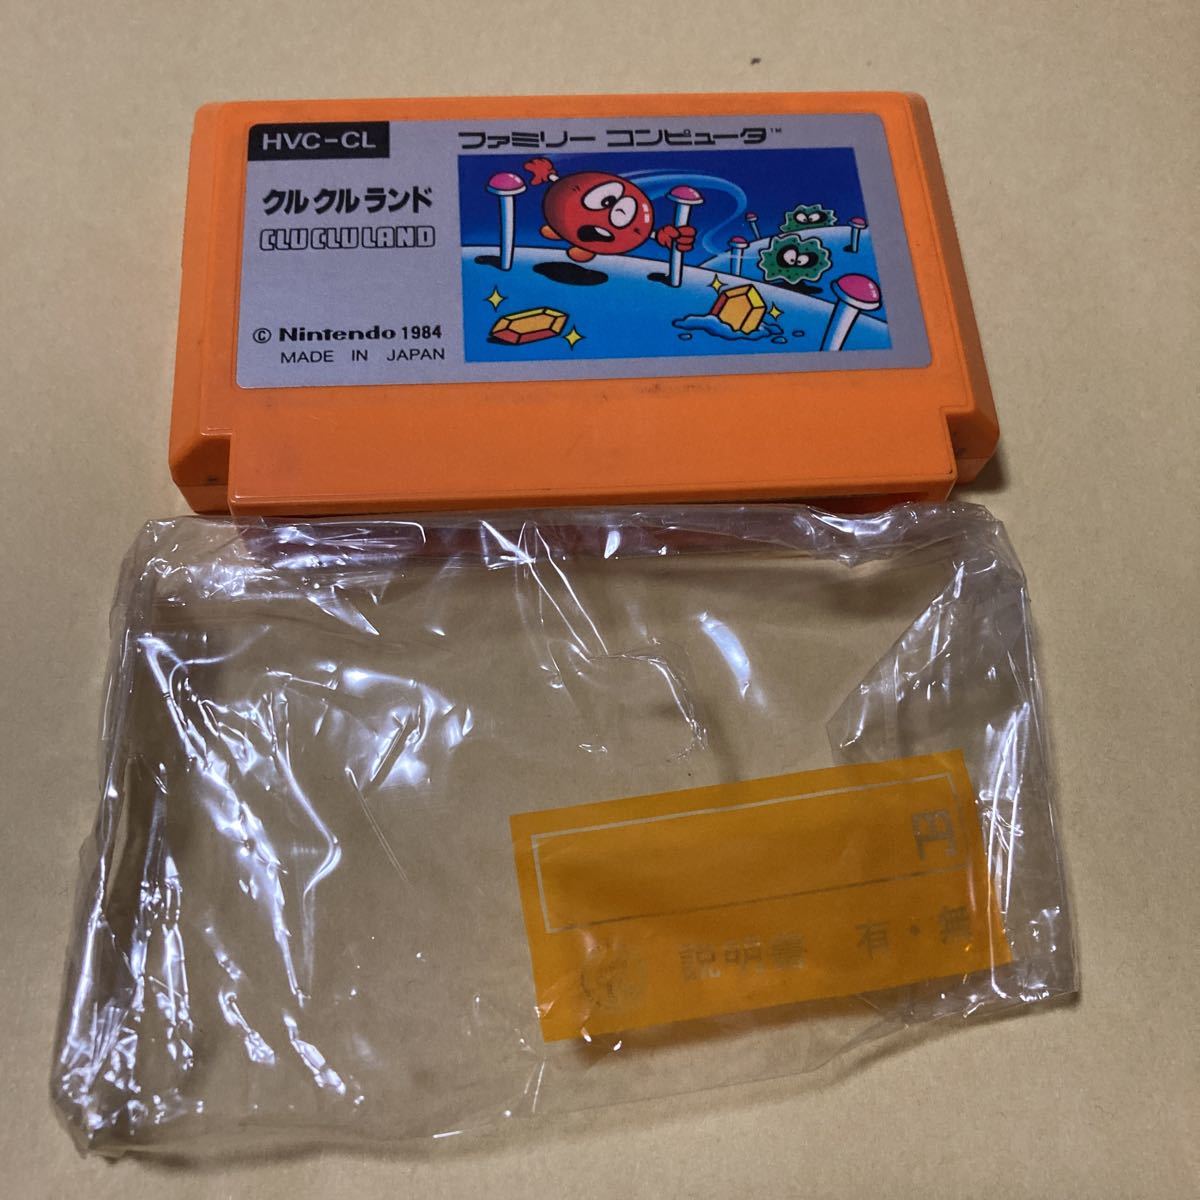 HVC-CL
ファミリー コンピュータ™
クルクルランド
CLU CLU LAND
© Nintendo 1984
MADE IN JAPAN
円
説明書 有・無